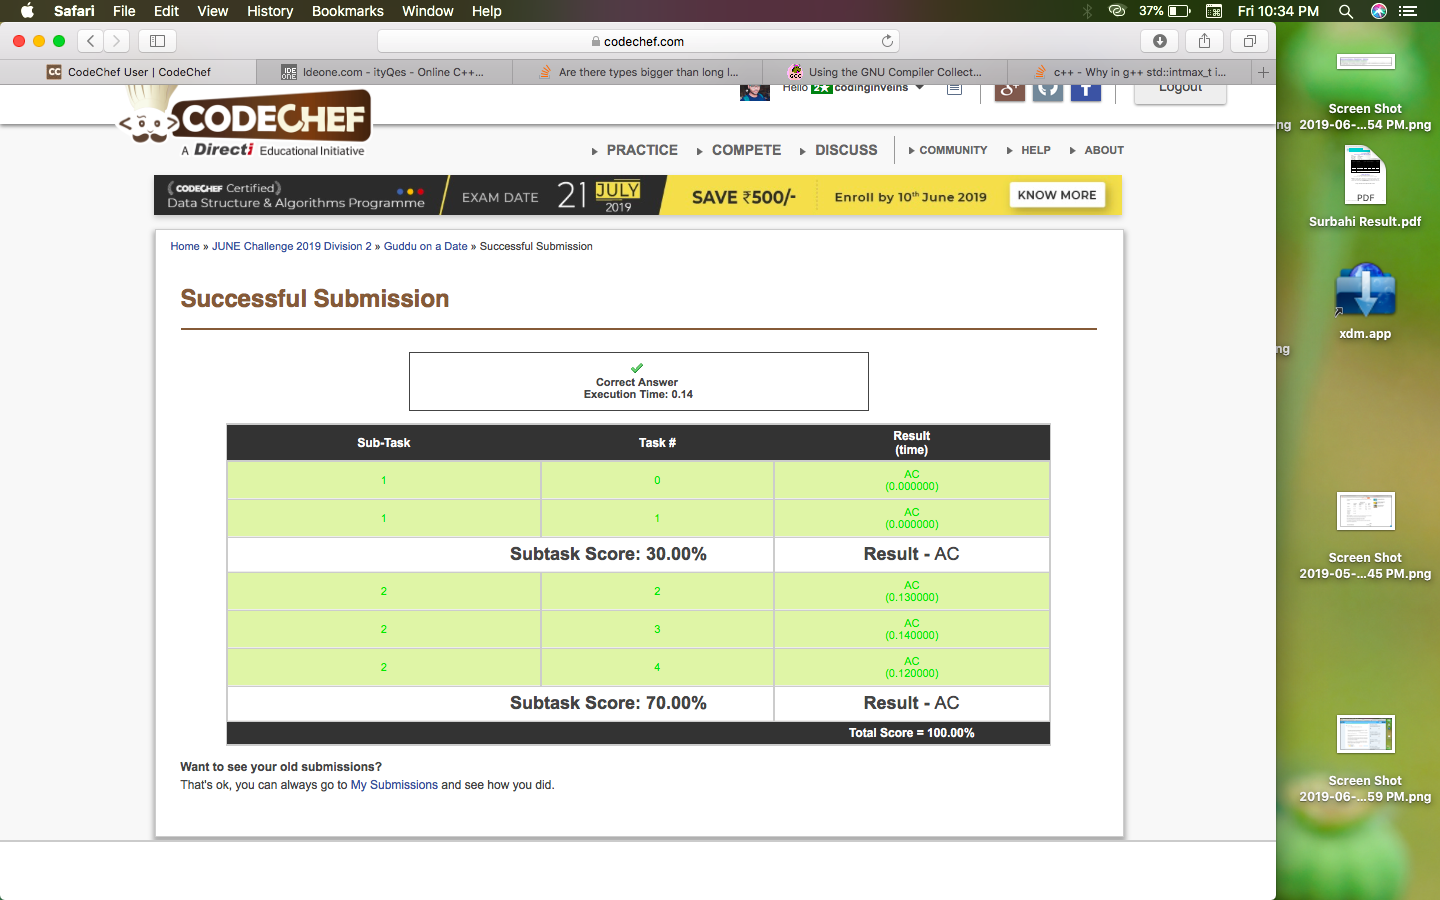 Safari File Edit View History Bookmarks Window Help 37% Fri 10:34 PM
codechef.com
CC CodeChef User | CodeChef
IDE ONE Ideone.com - ityQes - Online C++...
Are there types bigger than long l...
GCC Using the GNU Compiler Collect...
c++ - Why in g++ std::intmax_t i...
Hello 2★ codinginveins
Logout
CODECHEF
A Directi Educational Initiative
PRACTICE COMPETE DISCUSS COMMUNITY HELP ABOUT
(CODECHEF Certified)
Data Structure & Algorithms Programme
EXAM DATE 21 JULY 2019
SAVE ₹500/-
Enroll by 10th June 2019
KNOW MORE
Home » JUNE Challenge 2019 Division 2 » Guddu on a Date » Successful Submission
Successful Submission
Correct Answer
Execution Time: 0.14
Sub-Task Task # Result (time)
1 0 AC (0.000000)
1 1 AC (0.000000)
Subtask Score: 30.00% Result - AC
2 2 AC (0.130000)
2 3 AC (0.140000)
2 4 AC (0.120000)
Subtask Score: 70.00% Result - AC
Total Score = 100.00%
Want to see your old submissions?
That's ok, you can always go to My Submissions and see how you did.
Screen Shot
2019-06-...54 PM.png
ng
PDF
Surbahi Result.pdf
xdm.app
ng
Screen Shot
2019-05-...45 PM.png
Screen Shot
2019-06-...59 PM.png